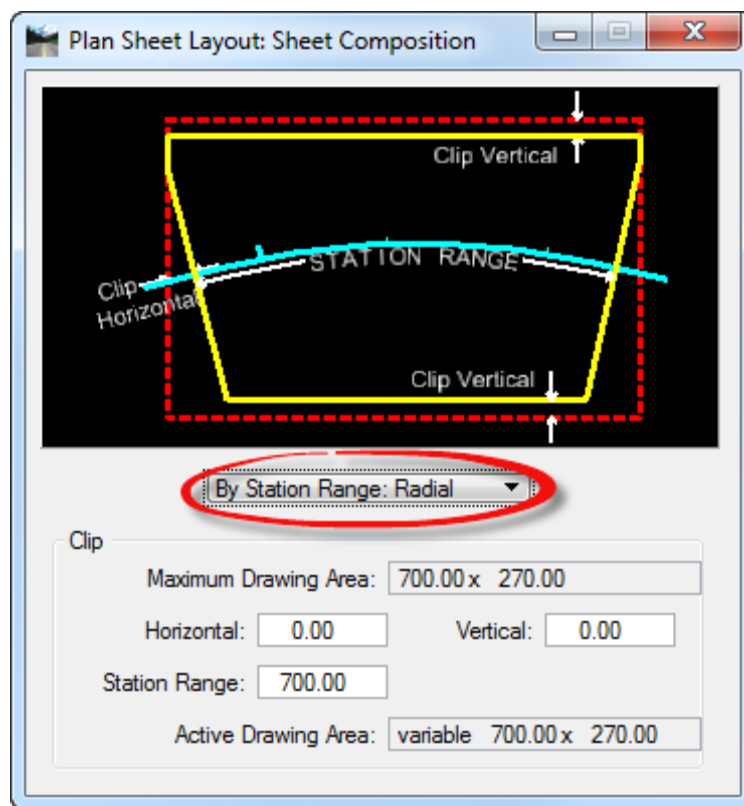 Plan Sheet Layout: Sheet Composition
Clip Vertical
STATION RANGE
Clip
Horizontal
Clip Vertical
By Station Range: Radial
Clip
Maximum Drawing Area: 700.00 x 270.00
Horizontal: 0.00 Vertical: 0.00
Station Range: 700.00
Active Drawing Area: variable 700.00 x 270.00